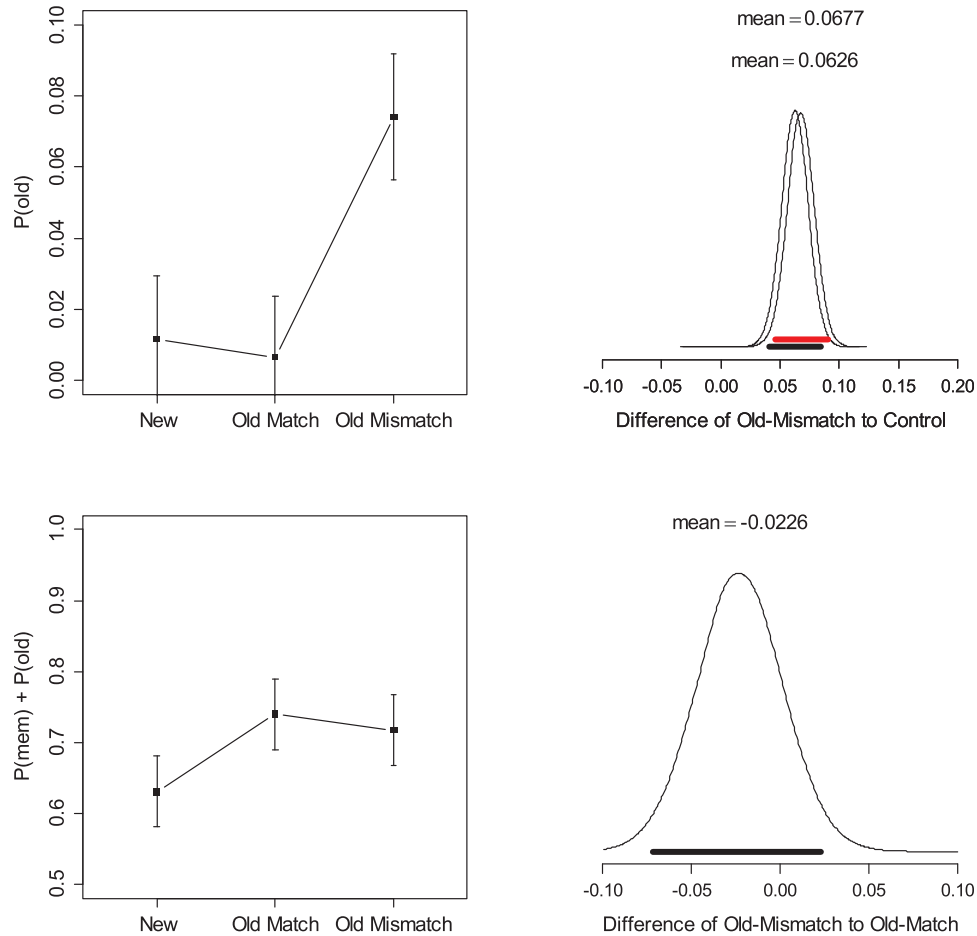 P(old)
0.10
0.08
0.06
0.04
0.02
0.00
New Old Match Old Mismatch
mean = 0.0677
mean = 0.0626
-0.10 -0.05 0.00 0.05 0.10 0.15 0.20
Difference of Old-Mismatch to Control
P(mem) + P(old)
1.0
0.9
0.8
0.7
0.6
0.5
New Old Match Old Mismatch
mean = -0.0226
-0.10 -0.05 0.00 0.05 0.10
Difference of Old-Mismatch to Old-Match